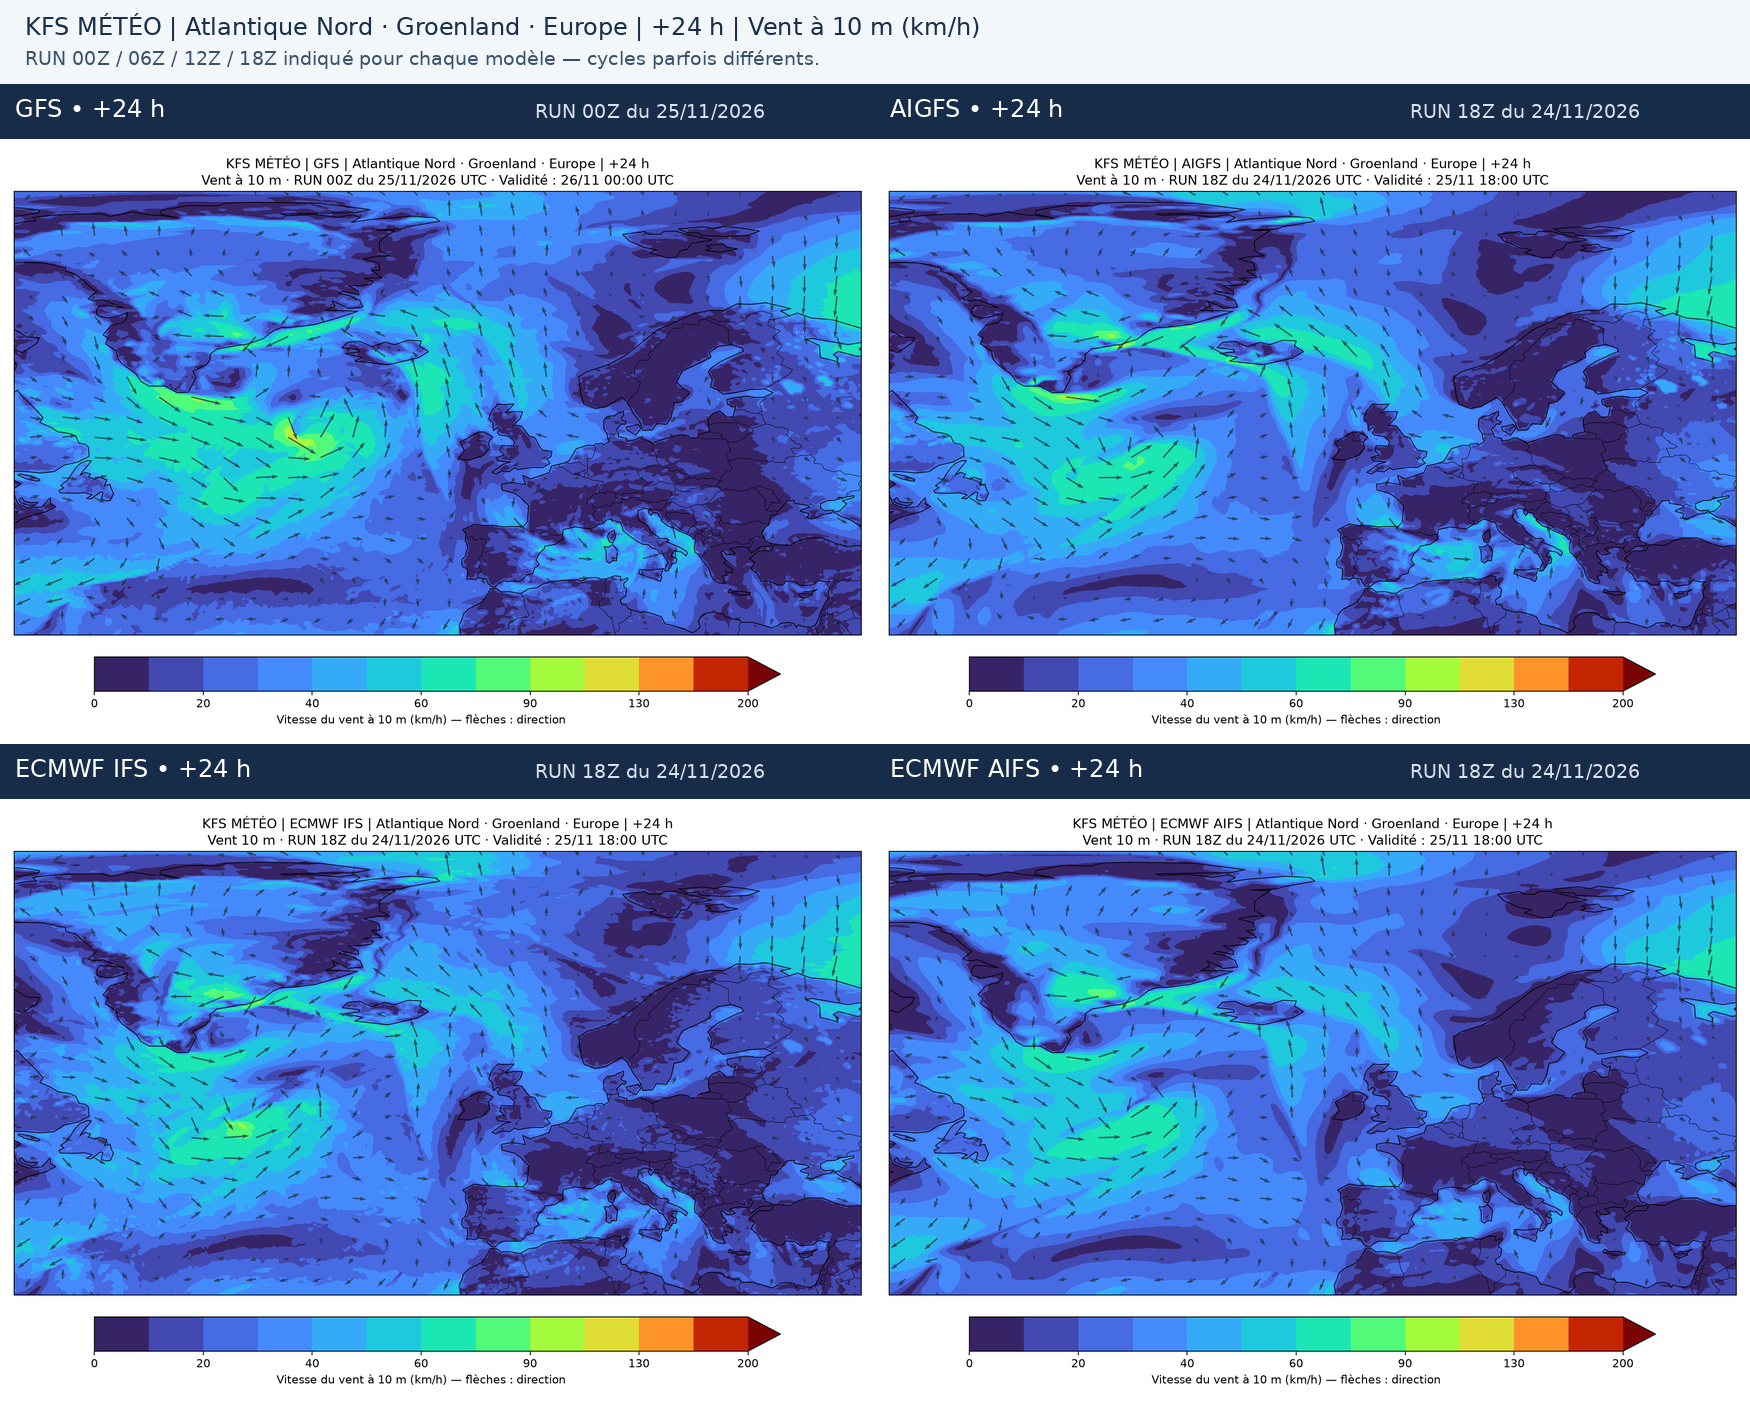 KFS MÉTÉO | Atlantique Nord · Groenland · Europe | +24 h | Vent à 10 m (km/h)
RUN 00Z / 06Z / 12Z / 18Z indiqué pour chaque modèle — cycles parfois différents.
GFS • +24 h
RUN 00Z du 25/11/2026
KFS MÉTÉO | GFS | Atlantique Nord · Groenland · Europe | +24 h
Vent à 10 m · RUN 00Z du 25/11/2026 UTC · Validité : 26/11 00:00 UTC
0 20 40 60 90 130 200
Vitesse du vent à 10 m (km/h) — flèches : direction
AIGFS • +24 h
RUN 18Z du 24/11/2026
KFS MÉTÉO | AIGFS | Atlantique Nord · Groenland · Europe | +24 h
Vent à 10 m · RUN 18Z du 24/11/2026 UTC · Validité : 25/11 18:00 UTC
0 20 40 60 90 130 200
Vitesse du vent à 10 m (km/h) — flèches : direction
ECMWF IFS • +24 h
RUN 18Z du 24/11/2026
KFS MÉTÉO | ECMWF IFS | Atlantique Nord · Groenland · Europe | +24 h
Vent 10 m · RUN 18Z du 24/11/2026 UTC · Validité : 25/11 18:00 UTC
0 20 40 60 90 130 200
Vitesse du vent à 10 m (km/h) — flèches : direction
ECMWF AIFS • +24 h
RUN 18Z du 24/11/2026
KFS MÉTÉO | ECMWF AIFS | Atlantique Nord · Groenland · Europe | +24 h
Vent 10 m · RUN 18Z du 24/11/2026 UTC · Validité : 25/11 18:00 UTC
0 20 40 60 90 130 200
Vitesse du vent à 10 m (km/h) — flèches : direction